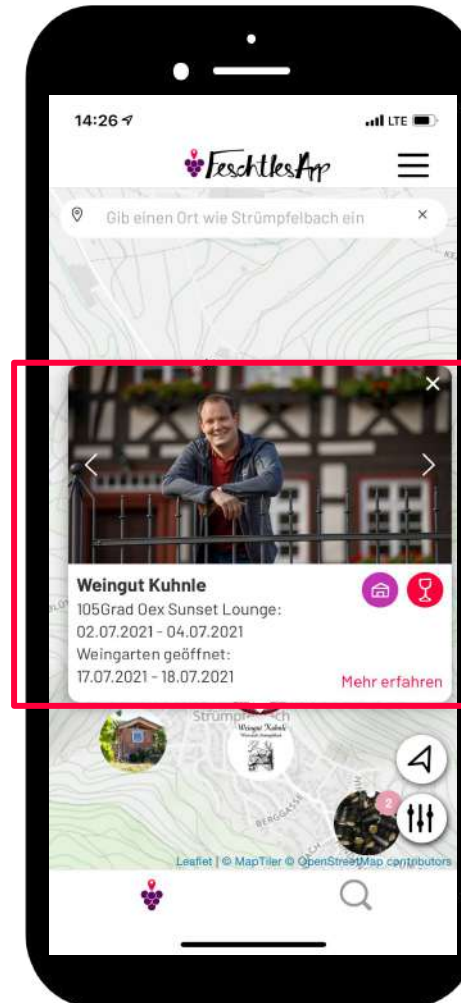 14:26
LTE
FeschtlesApp
Gib einen Ort wie Strümpfelbach ein
Weingut Kuhnle
105Grad Oex Sunset Lounge:
02.07.2021 - 04.07.2021
Weingarten geöffnet:
17.07.2021 - 18.07.2021
Mehr erfahren
Weingut Kuhnle
BERGGASSE
2
Leaflet | © MapTiler © OpenStreetMap contributors